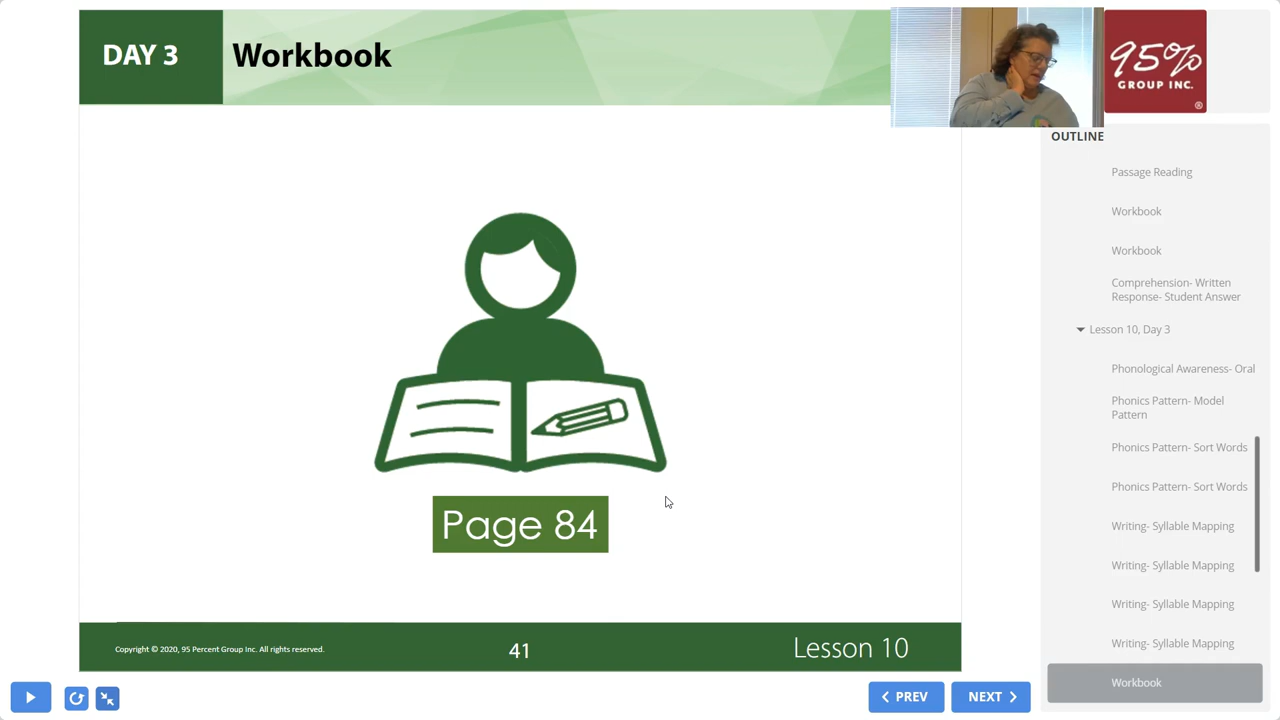 DAY 3
Workbook
95%
GROUP INC.
®
OUTLINE
Passage Reading
Workbook
Workbook
Comprehension- Written
Response- Student Answer
Lesson 10, Day 3
Phonological Awareness- Oral
Phonics Pattern- Model
Pattern
Phonics Pattern- Sort Words
Phonics Pattern- Sort Words
Writing- Syllable Mapping
Writing- Syllable Mapping
Writing- Syllable Mapping
Writing- Syllable Mapping
Workbook
Page 84
Copyright © 2020, 95 Percent Group Inc. All rights reserved.
41
Lesson 10
PREV
NEXT